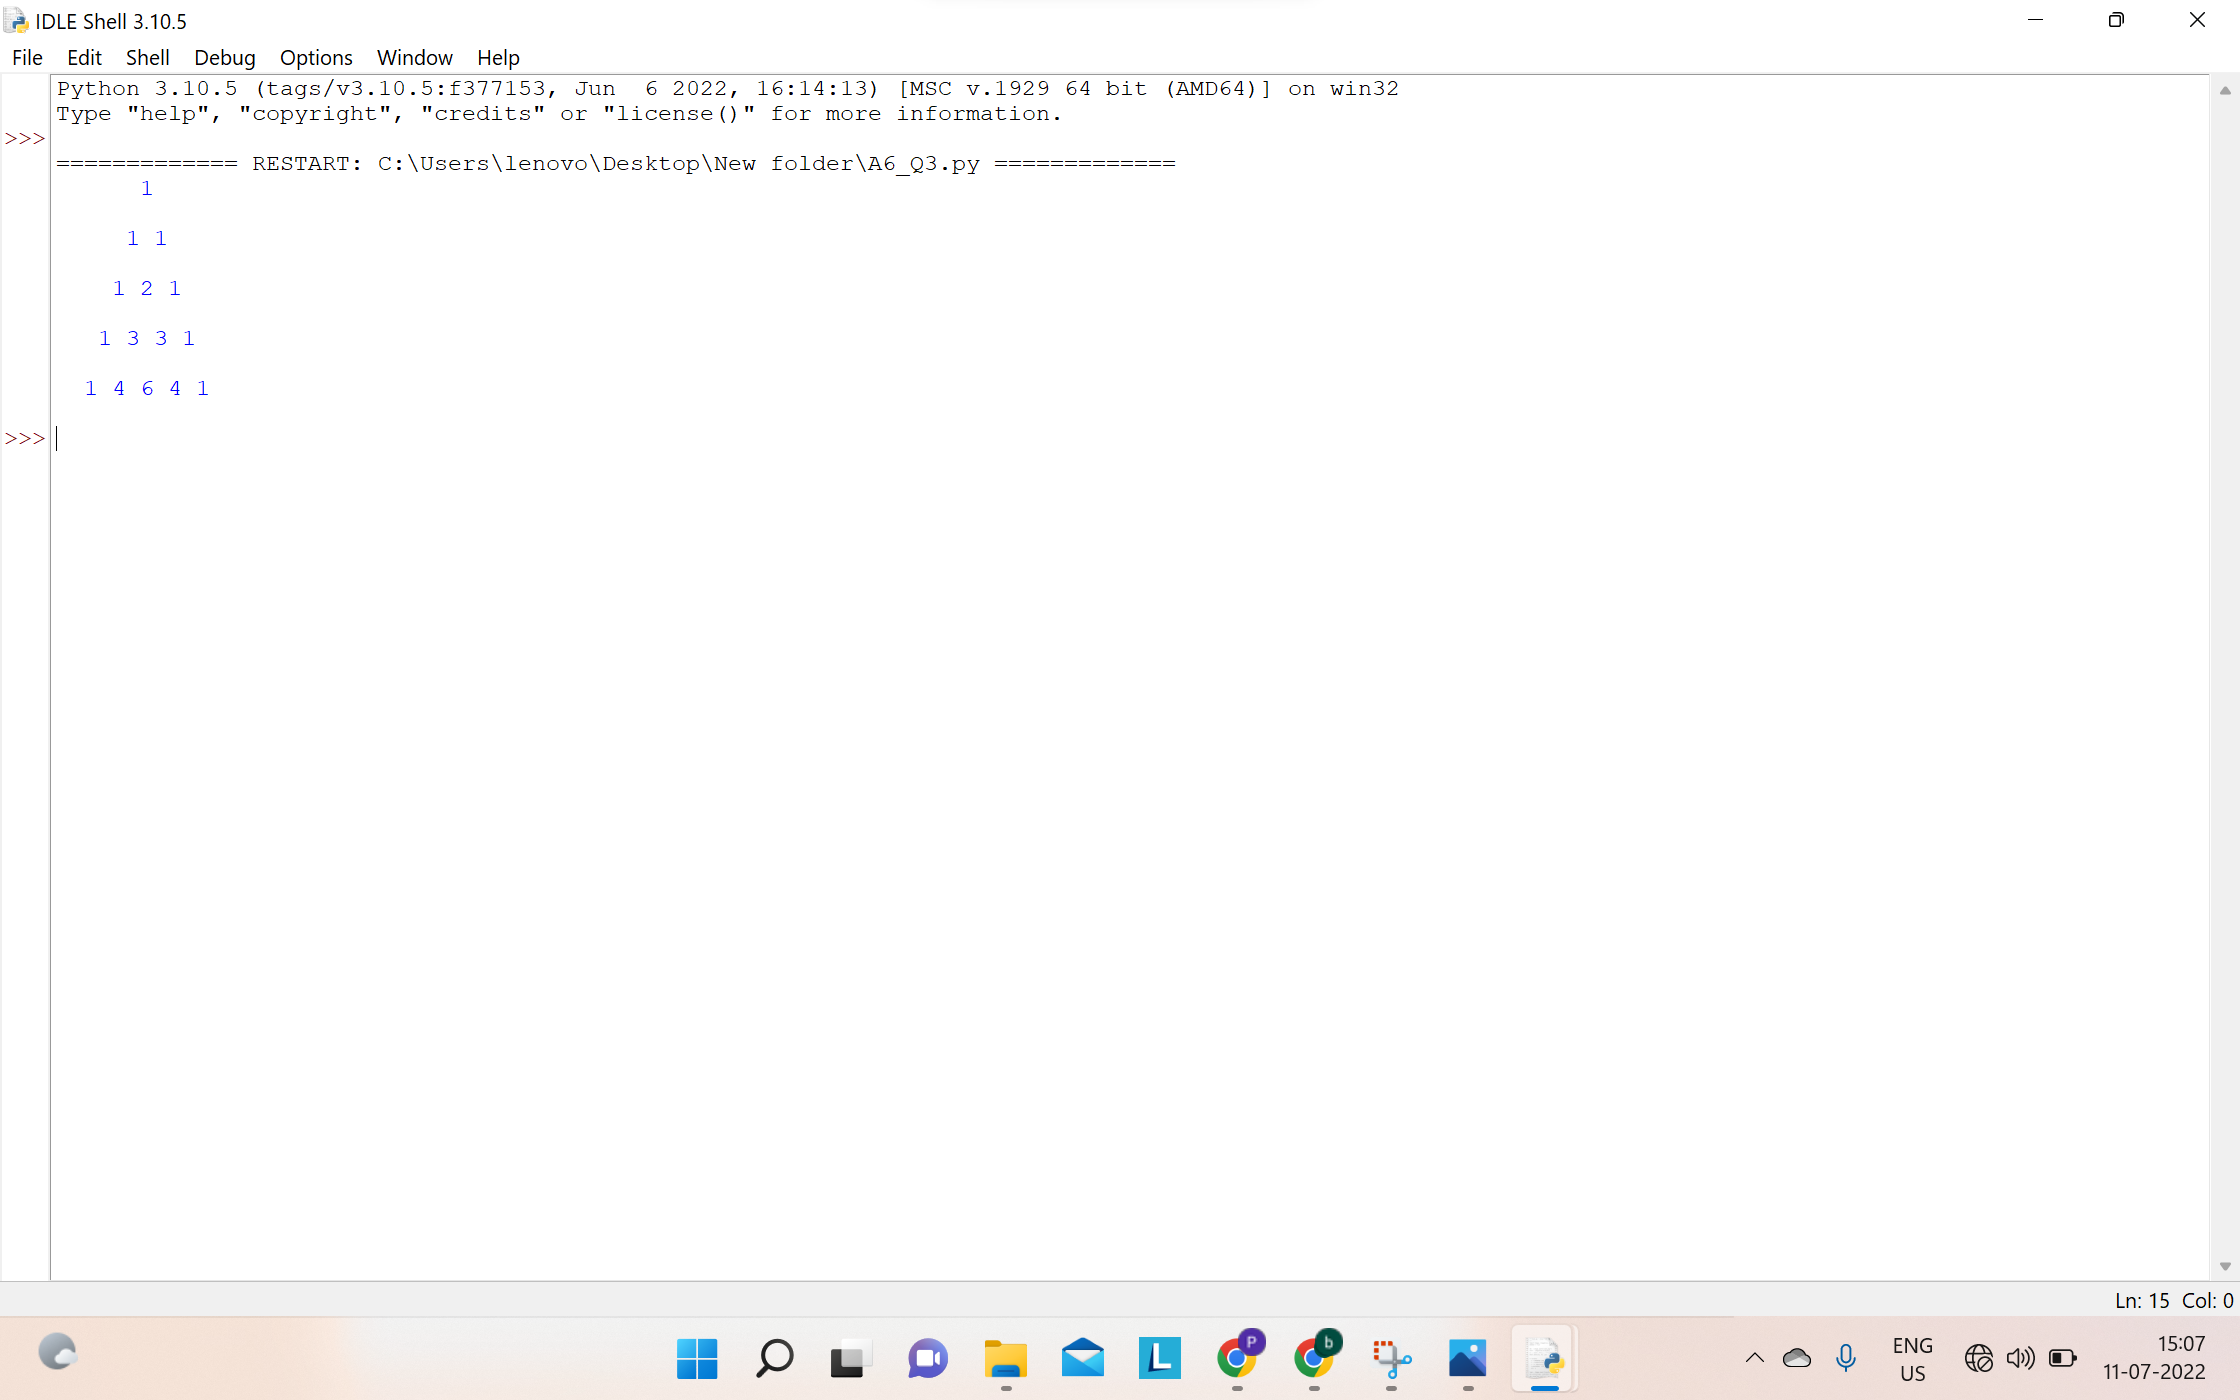 IDLE Shell 3.10.5
File Edit Shell Debug Options Window Help
Python 3.10.5 (tags/v3.10.5:f377153, Jun  6 2022, 16:14:13) [MSC v.1929 64 bit (AMD64)] on win32
Type "help", "copyright", "credits" or "license()" for more information.
>>>
============= RESTART: C:\Users\lenovo\Desktop\New folder\A6_Q3.py =============
1
1 1
1 2 1
1 3 3 1
1 4 6 4 1
>>>
Ln: 15 Col: 0
L
P
b
ENG
US
15:07
11-07-2022